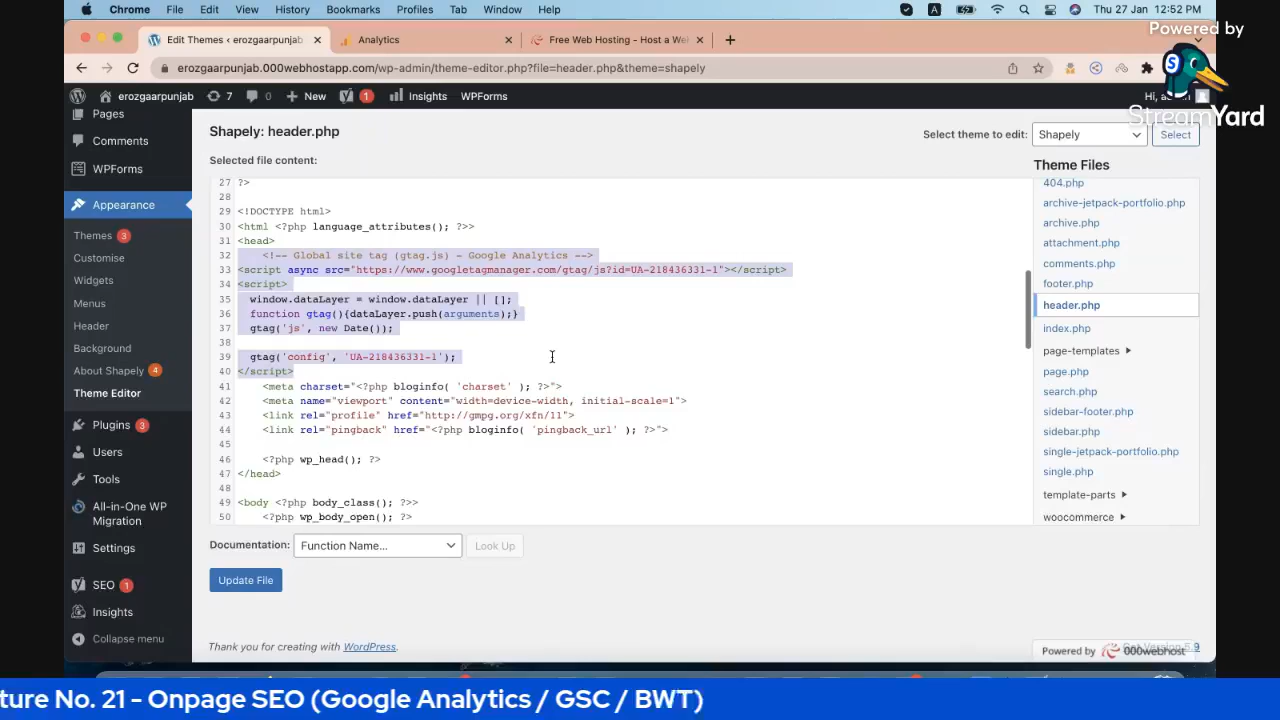 Chrome File Edit View History Bookmarks Profiles Tab Window Help A Thu 27 Jan 12:52 PM
Powered by
S
StreamYard
Edit Themes ‹ erozgaarpunjab × Analytics × Free Web Hosting - Host a We × +
erozgaarpunjab.000webhostapp.com/wp-admin/theme-editor.php?file=header.php&theme=shapely
erozgaarpunjab 7 0 + New 1 Insights WPForms Hi,
Pages
Comments
WPForms
Appearance
Themes 3
Customise
Widgets
Menus
Header
Background
About Shapely 4
Theme Editor
Plugins 3
Users
Tools
All-in-One WP
Migration
Settings
SEO 1
Insights
Collapse menu
Shapely: header.php
Select theme to edit: Shapely Select
Selected file content:
27 ?>
28
29 <!DOCTYPE html>
30 <html <?php language_attributes(); ?>>
31 <head>
32 <!-- Global site tag (gtag.js) - Google Analytics -->
33 <script async src="https://www.googletagmanager.com/gtag/js?id=UA-218436331-1"></script>
34 <script>
35 window.dataLayer = window.dataLayer || [];
36 function gtag(){dataLayer.push(arguments);}
37 gtag('js', new Date());
38
39 gtag('config', 'UA-218436331-1');
40 </script>
41 <meta charset="<?php bloginfo( 'charset' ); ?>">
42 <meta name="viewport" content="width=device-width, initial-scale=1">
43 <link rel="profile" href="http://gmpg.org/xfn/11">
44 <link rel="pingback" href="<?php bloginfo( 'pingback_url' ); ?>">
45
46 <?php wp_head(); ?>
47 </head>
48
49 <body <?php body_class(); ?>>
50 <?php wp_body_open(); ?>
Theme Files
404.php
archive-jetpack-portfolio.php
archive.php
attachment.php
comments.php
footer.php
header.php
index.php
page-templates
page.php
search.php
sidebar-footer.php
sidebar.php
single-jetpack-portfolio.php
single.php
template-parts
woocommerce
Documentation: Function Name... Look Up
Update File
Thank you for creating with WordPress.
Powered by 000webhost
ture No. 21 - Onpage SEO (Google Analytics / GSC / BWT)